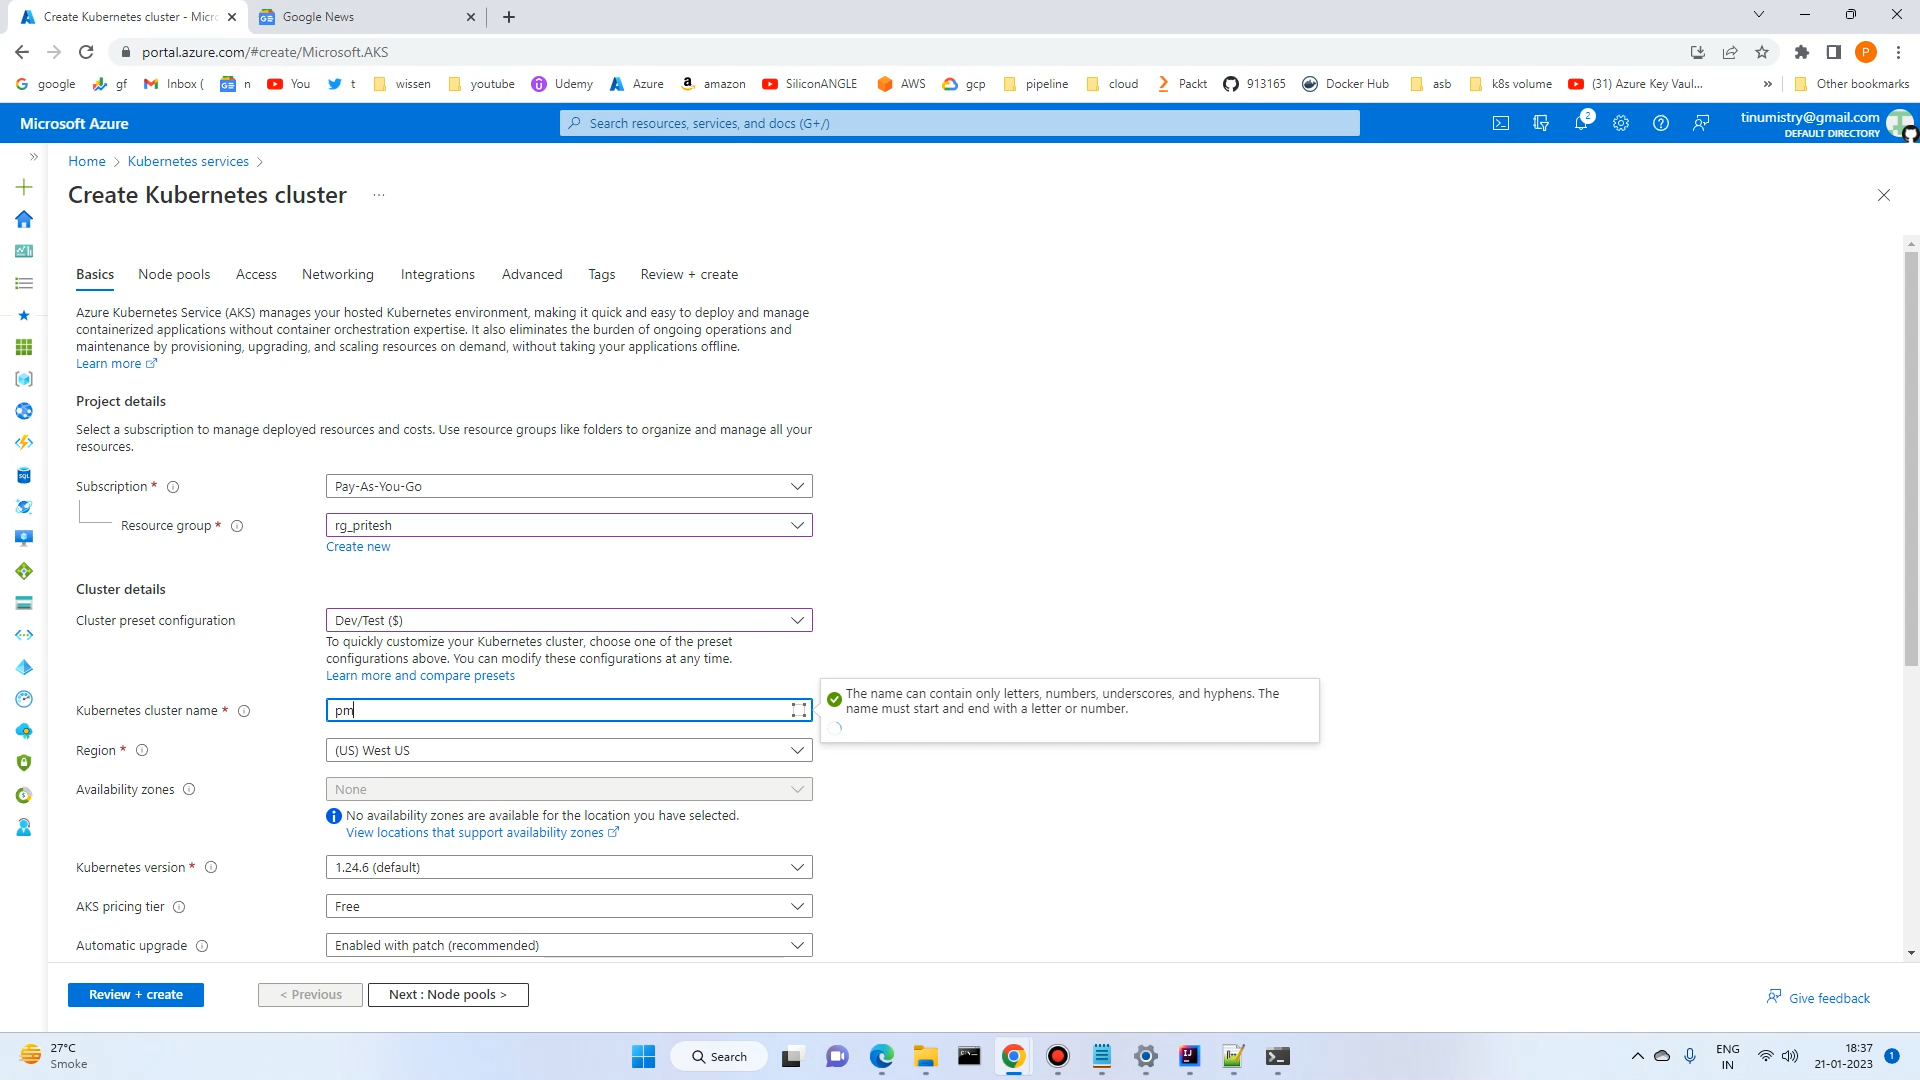 Create Kubernetes cluster - Micr
Google News
portal.azure.com/#create/Microsoft.AKS
P
google
gf
Inbox (
n
You
t
wissen
youtube
Udemy
Azure
amazon
SiliconANGLE
AWS
gcp
pipeline
cloud
Packt
913165
Docker Hub
asb
k8s volume
(31) Azure Key Vaul...
»
Other bookmarks
Microsoft Azure
Search resources, services, and docs (G+/)
2
tinumistry@gmail.com
DEFAULT DIRECTORY
Home > Kubernetes services >
Create Kubernetes cluster ...
Basics
Node pools
Access
Networking
Integrations
Advanced
Tags
Review + create
Azure Kubernetes Service (AKS) manages your hosted Kubernetes environment, making it quick and easy to deploy and manage
containerized applications without container orchestration expertise. It also eliminates the burden of ongoing operations and
maintenance by provisioning, upgrading, and scaling resources on demand, without taking your applications offline.
Learn more
Project details
Select a subscription to manage deployed resources and costs. Use resource groups like folders to organize and manage all your
resources.
Subscription *
Pay-As-You-Go
Resource group *
rg_pritesh
Create new
Cluster details
Cluster preset configuration
Dev/Test ($)
To quickly customize your Kubernetes cluster, choose one of the preset
configurations above. You can modify these configurations at any time.
Learn more and compare presets
Kubernetes cluster name *
pm
The name can contain only letters, numbers, underscores, and hyphens. The
name must start and end with a letter or number.
Region *
(US) West US
Availability zones
None
No availability zones are available for the location you have selected.
View locations that support availability zones
Kubernetes version *
1.24.6 (default)
AKS pricing tier
Free
Automatic upgrade
Enabled with patch (recommended)
Review + create
< Previous
Next : Node pools >
Give feedback
27°C
Smoke
Search
ENG
IN
18:37
21-01-2023
1